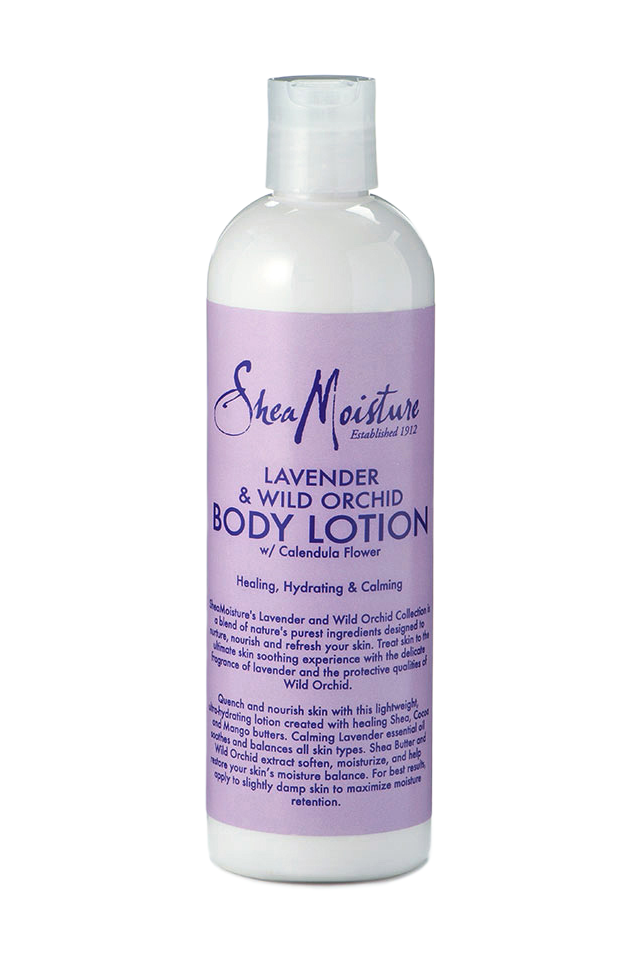 SheaMoisture
Established 1912
LAVENDER
& WILD ORCHID
BODY LOTION
w/ Calendula Flower
Healing, Hydrating & Calming
SheaMoisture's Lavender and Wild Orchid Collection is
a blend of nature's purest ingredients designed to
nurture, nourish and refresh your skin. Treat skin to the
ultimate skin soothing experience with the delicate
fragrance of lavender and the protective qualities of
Wild Orchid.
Quench and nourish skin with this lightweight,
ultra-hydrating lotion created with healing Shea, Cocoa
and Mango butters. Calming Lavender essential oil
soothes and balances all skin types. Shea Butter and
Wild Orchid extract soften, moisturize, and help
restore your skin's moisture balance. For best results,
apply to slightly damp skin to maximize moisture
retention.